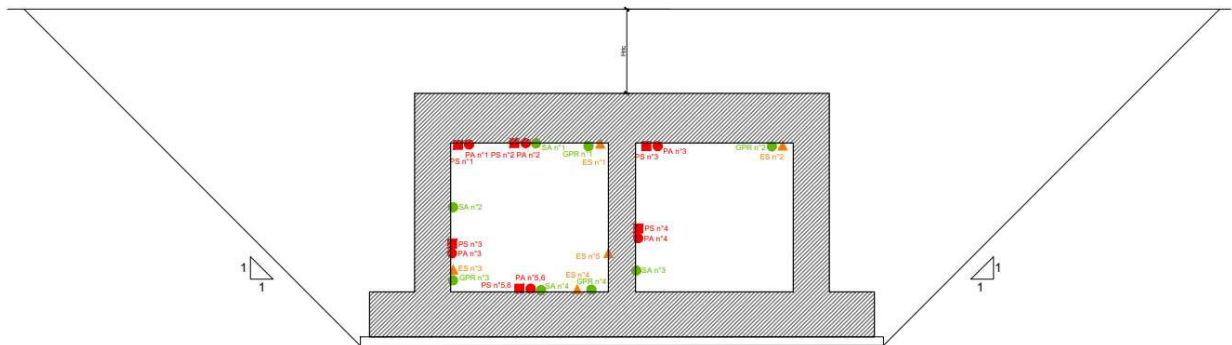 Htc
SA n°1
PA n°1
PS n°2
PA n°2
GPR n°1
PS n°1
ES n°1
PA n°3
GPR n°2
PS n°3
ES n°2
SA n°2
PS n°3
PA n°3
PS n°4
PA n°4
ES n°5
ES n°3
GPR n°3
SA n°3
PA n°5,6
ES n°4
GPR n°4
PS n°5,6
SA n°4
1
1
1
1